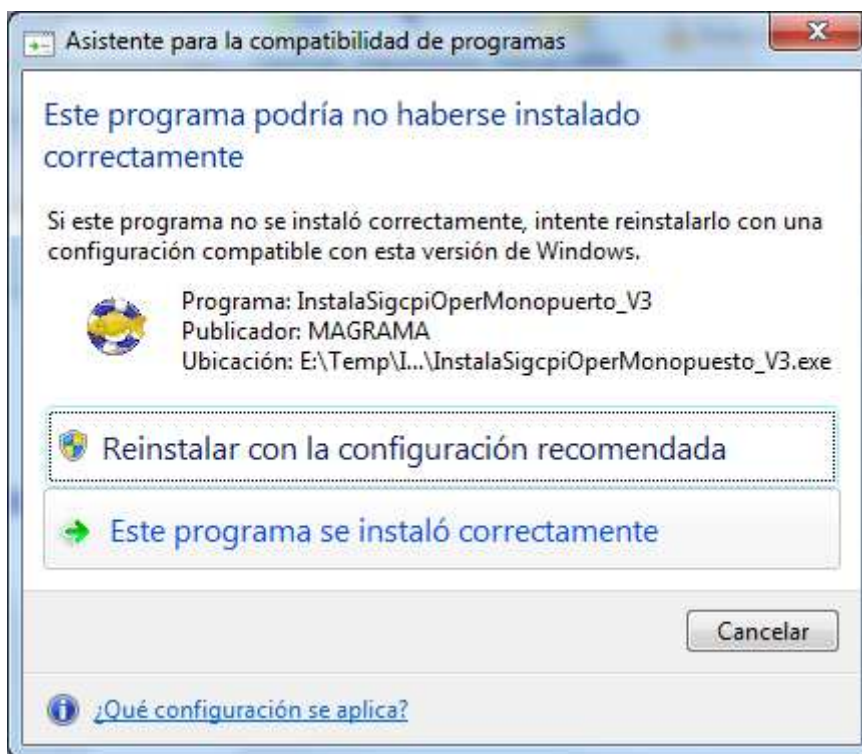 Asistente para la compatibilidad de programas
Este programa podría no haberse instalado
correctamente
Si este programa no se instaló correctamente, intente reinstalarlo con una
configuración compatible con esta versión de Windows.
Programa: InstalaSigcpiOperMonopuerto_V3
Publicador: MAGRAMA
Ubicación: E:\Temp\I...\InstalaSigcpiOperMonopuesto_V3.exe
Reinstalar con la configuración recomendada
Este programa se instaló correctamente
Cancelar
¿Qué configuración se aplica?